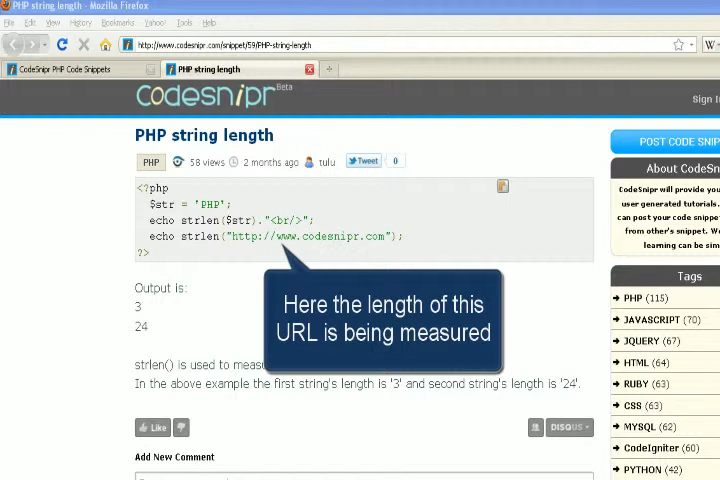 PHP string length - Mozilla Firefox
File Edit View History Bookmarks Yahoo! Tools Help
http://www.codesnipr.com/snippet/59/PHP-string-length
W
CodeSnipr PHP Code Snippets
PHP string length
Codesnipr Beta
Sign I
PHP string length
PHP 58 views 2 months ago tulu Tweet 0
<?php
$str = 'PHP';
echo strlen($str)."<br/>";
echo strlen("http://www.codesnipr.com");
?>
Here the length of this
URL is being measured
Output is:
3
24
strlen() is used to measu
In the above example the first string's length is '3' and second string's length is '24'.
Like
DISQUS
Add New Comment
POST CODE SNIP
About CodeSn
CodeSnipr will provide you
user generated tutorials.
can post your code snippet
from other's snippet. W
learning can be sim
Tags
PHP (115)
JAVASCRIPT (70)
JQUERY (67)
HTML (64)
RUBY (63)
CSS (63)
MYSQL (62)
CodeIgniter (60)
PYTHON (42)